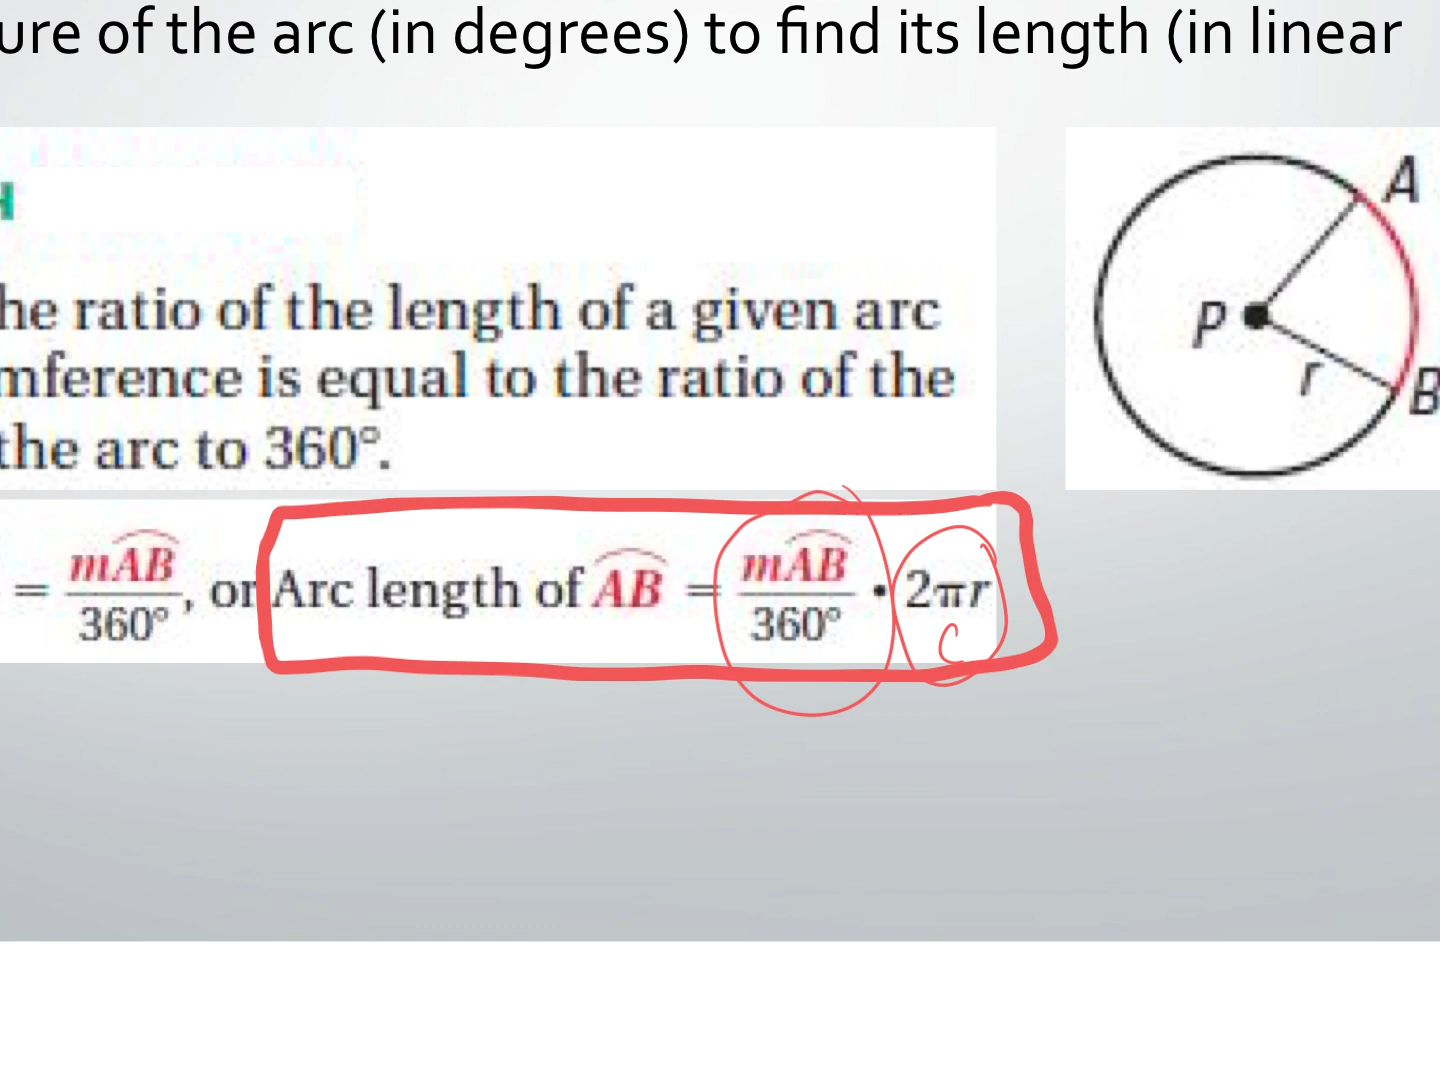 ure of the arc (in degrees) to find its length (in linear
H
he ratio of the length of a given arc
mference is equal to the ratio of the
the arc to 360°.
= mAB/360°, or Arc length of AB = mAB/360° • 2πr
C
A
P
r
B